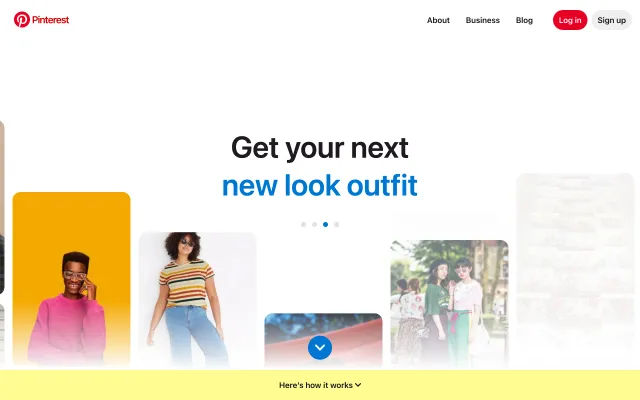 Pinterest
About
Business
Blog
Log in
Sign up
Get your next
new look outfit
Here's how it works